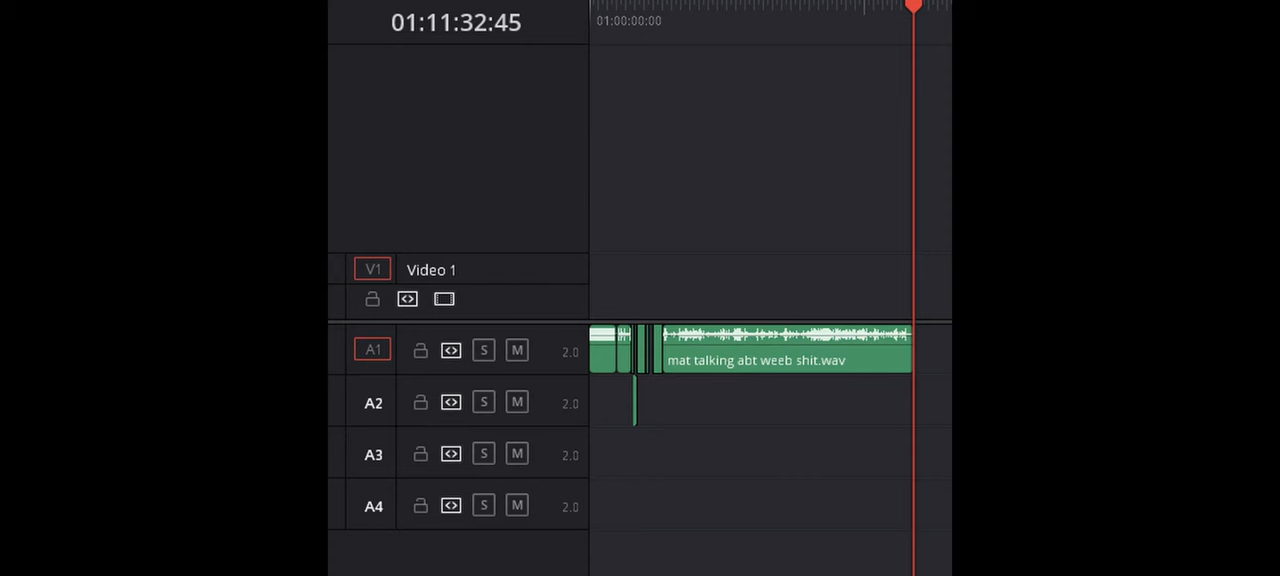 01:11:32:45
01:00:00:00
V1 Video 1
A1 S M 2.0
mat talking abt weeb shit.wav
A2 S M 2.0
A3 S M 2.0
A4 S M 2.0